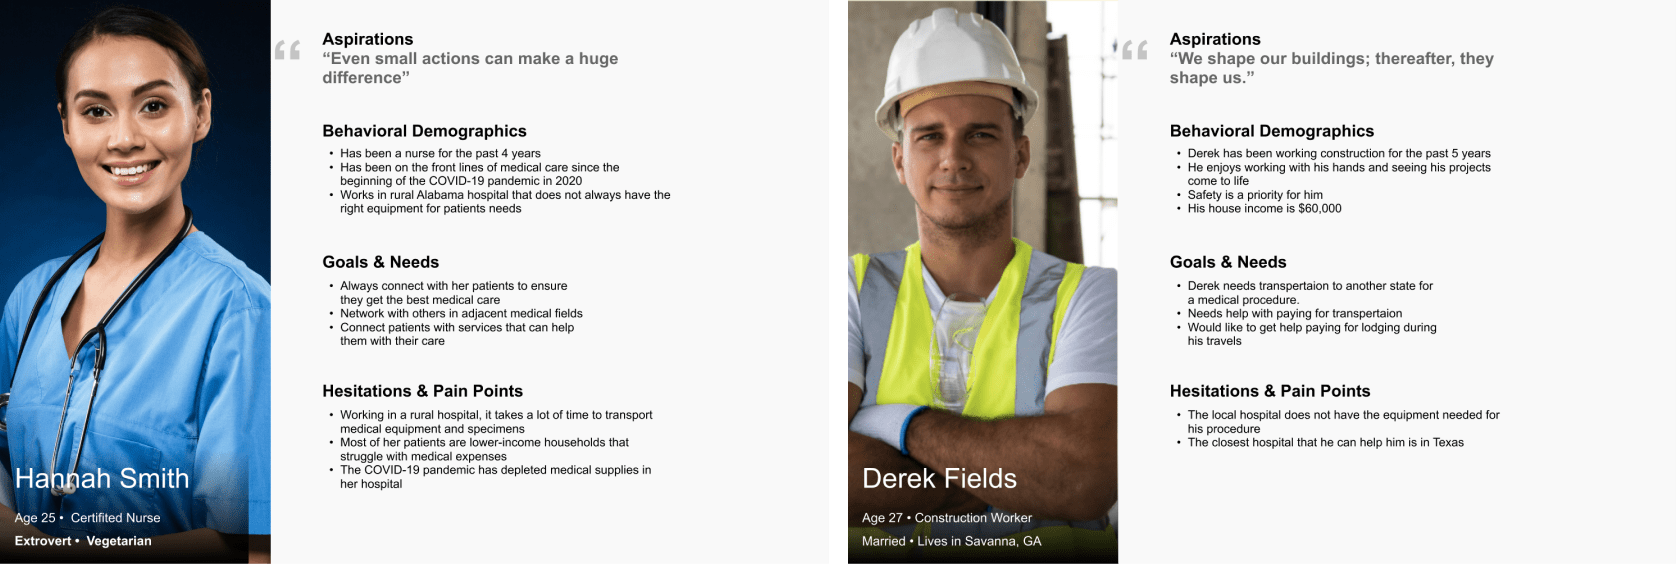 “
Aspirations
“Even small actions can make a huge
difference”
Behavioral Demographics
• Has been a nurse for the past 4 years
• Has been on the front lines of medical care since the
beginning of the COVID-19 pandemic in 2020
• Works in rural Alabama hospital that does not always have the
right equipment for patients needs
Goals & Needs
• Always connect with her patients to ensure
they get the best medical care
• Network with others in adjacent medical fields
• Connect patients with services that can help
them with their care
Hesitations & Pain Points
• Working in a rural hospital, it takes a lot of time to transport
medical equipment and specimens
• Most of her patients are lower-income households that
struggle with medical expenses
• The COVID-19 pandemic has depleted medical supplies in
her hospital
Hannah Smith
Age 25 • Certifited Nurse
Extrovert • Vegetarian
“
Aspirations
“We shape our buildings; thereafter, they
shape us.”
Behavioral Demographics
• Derek has been working construction for the past 5 years
• He enjoys working with his hands and seeing his projects
come to life
• Safety is a priority for him
• His house income is $60,000
Goals & Needs
• Derek needs transpertaion to another state for
a medical procedure.
• Needs help with paying for transpertaion
• Would like to get help paying for lodging during
his travels
Hesitations & Pain Points
• The local hospital does not have the equipment needed for
his procedure
• The closest hospital that he can help him is in Texas
Derek Fields
Age 27 • Construction Worker
Married • Lives in Savanna, GA